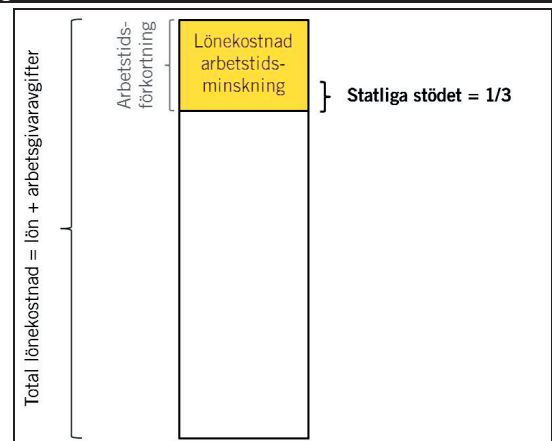 Total lönekostnad = lön + arbetsgivaravgifter
Arbetstids-
förkortning
Lönekostnad
arbetstids-
minskning
Statliga stödet = 1/3